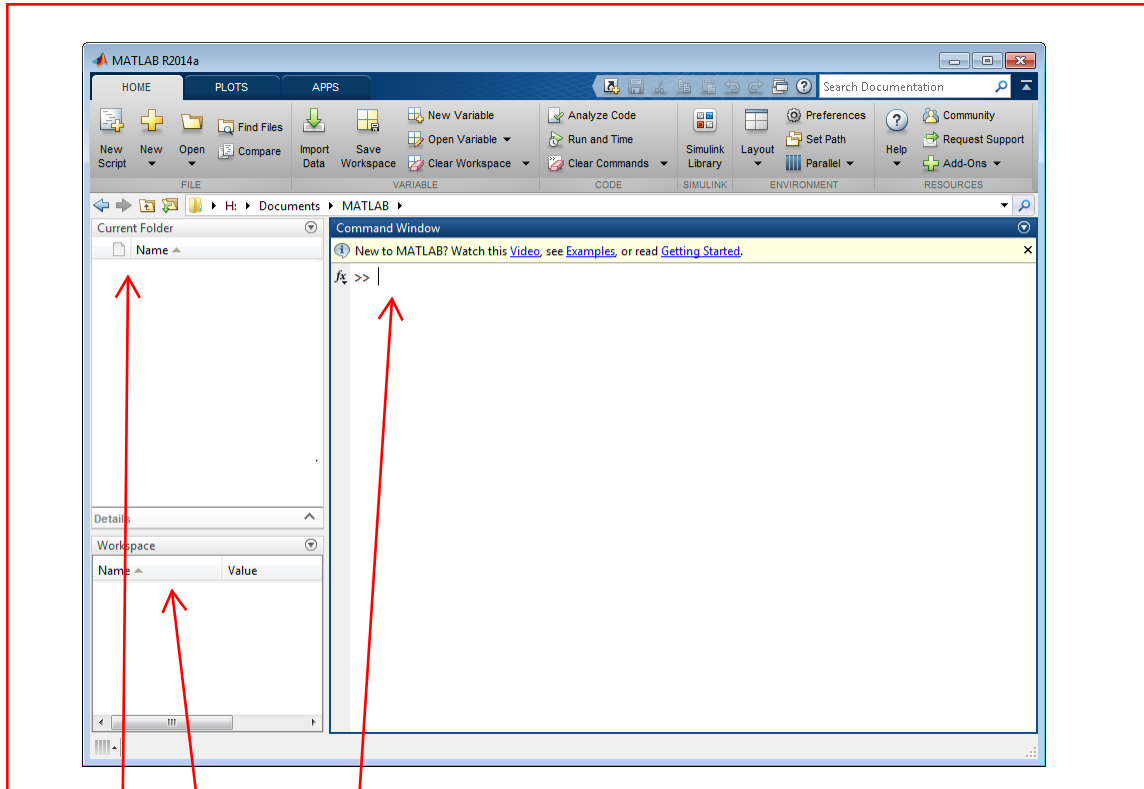 MATLAB R2014a
HOME PLOTS APPS Search Documentation
New Script New Open Find Files Compare
Import Data Save Workspace New Variable Open Variable Clear Workspace
Analyze Code Run and Time Clear Commands
Simulink Library
Layout Preferences Set Path Parallel
Help Community Request Support Add-Ons
FILE VARIABLE CODE SIMULINK ENVIRONMENT RESOURCES
H: Documents MATLAB
Current Folder
Name
Details
Workspace
Name Value
Command Window
New to MATLAB? Watch this Video, see Examples, or read Getting Started.
fx >>